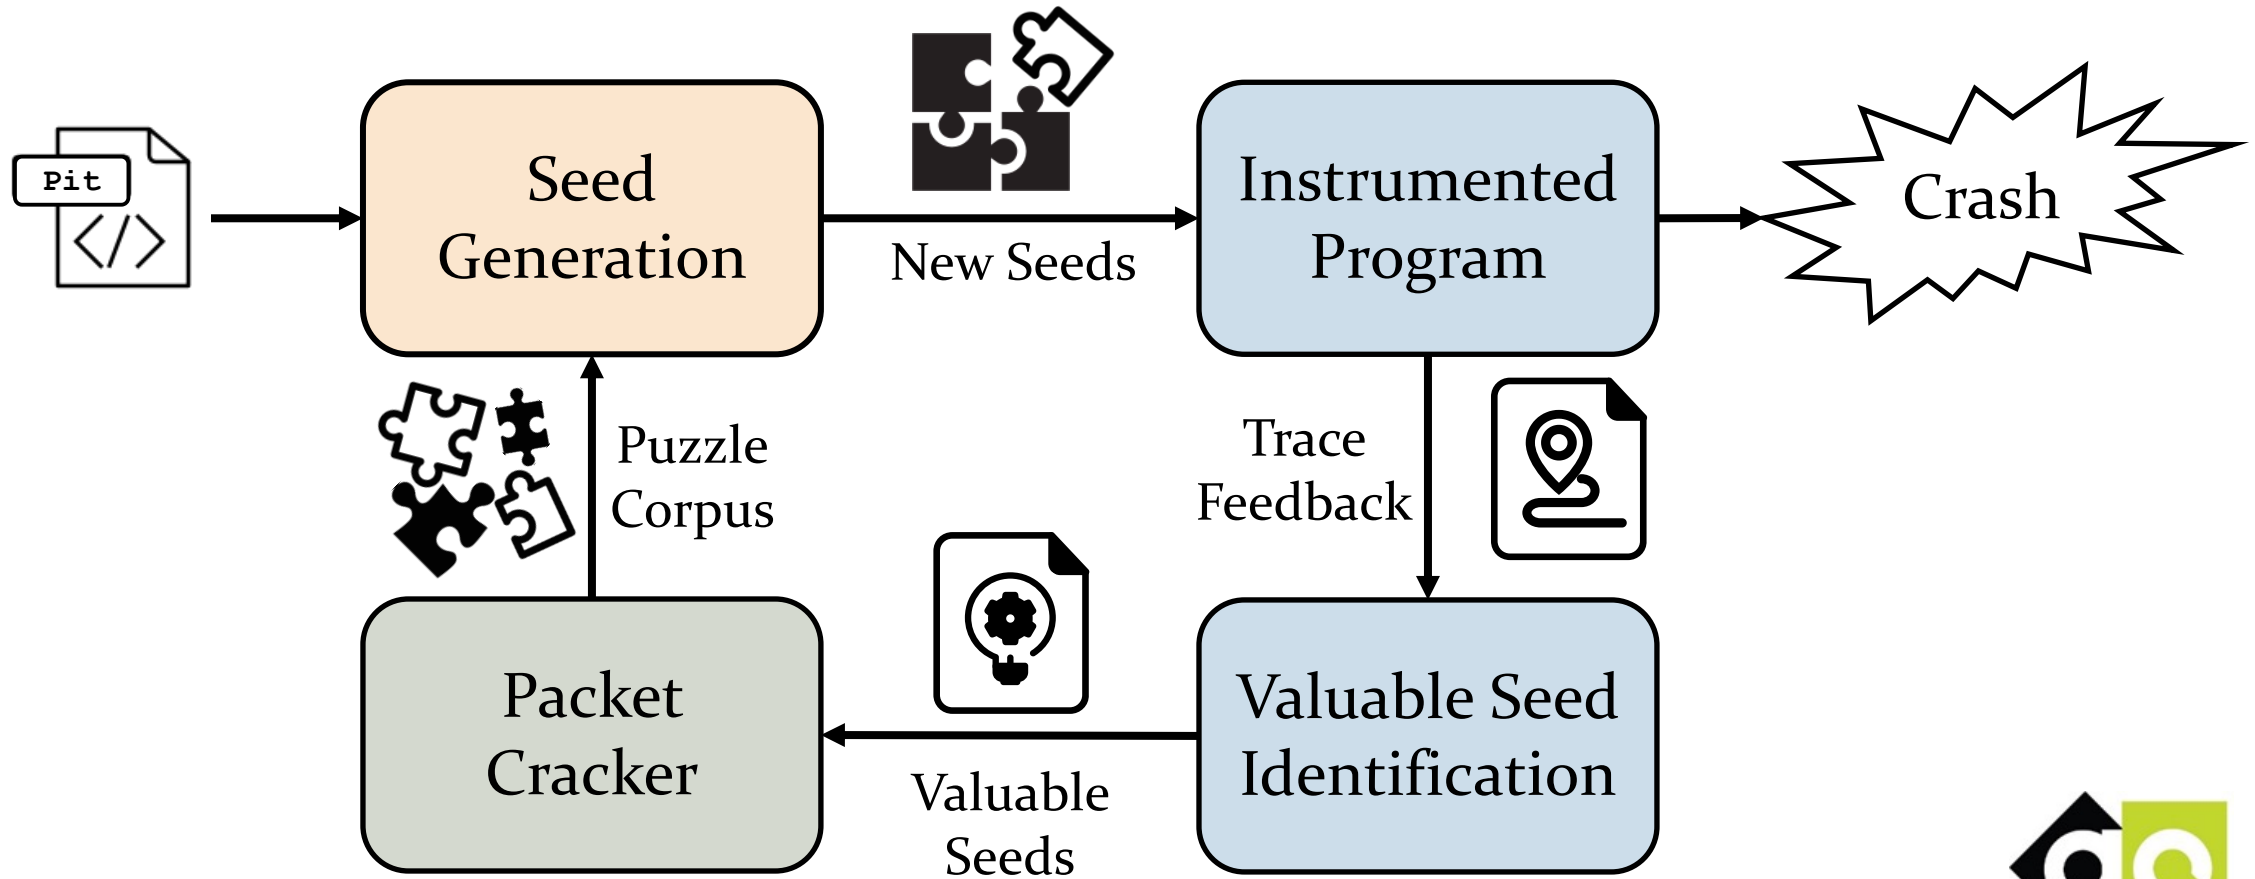 Pit
</>
Seed
Generation
New Seeds
Instrumented
Program
Crash
Puzzle
Corpus
Trace
Feedback
Packet
Cracker
Valuable
Seeds
Valuable Seed
Identification